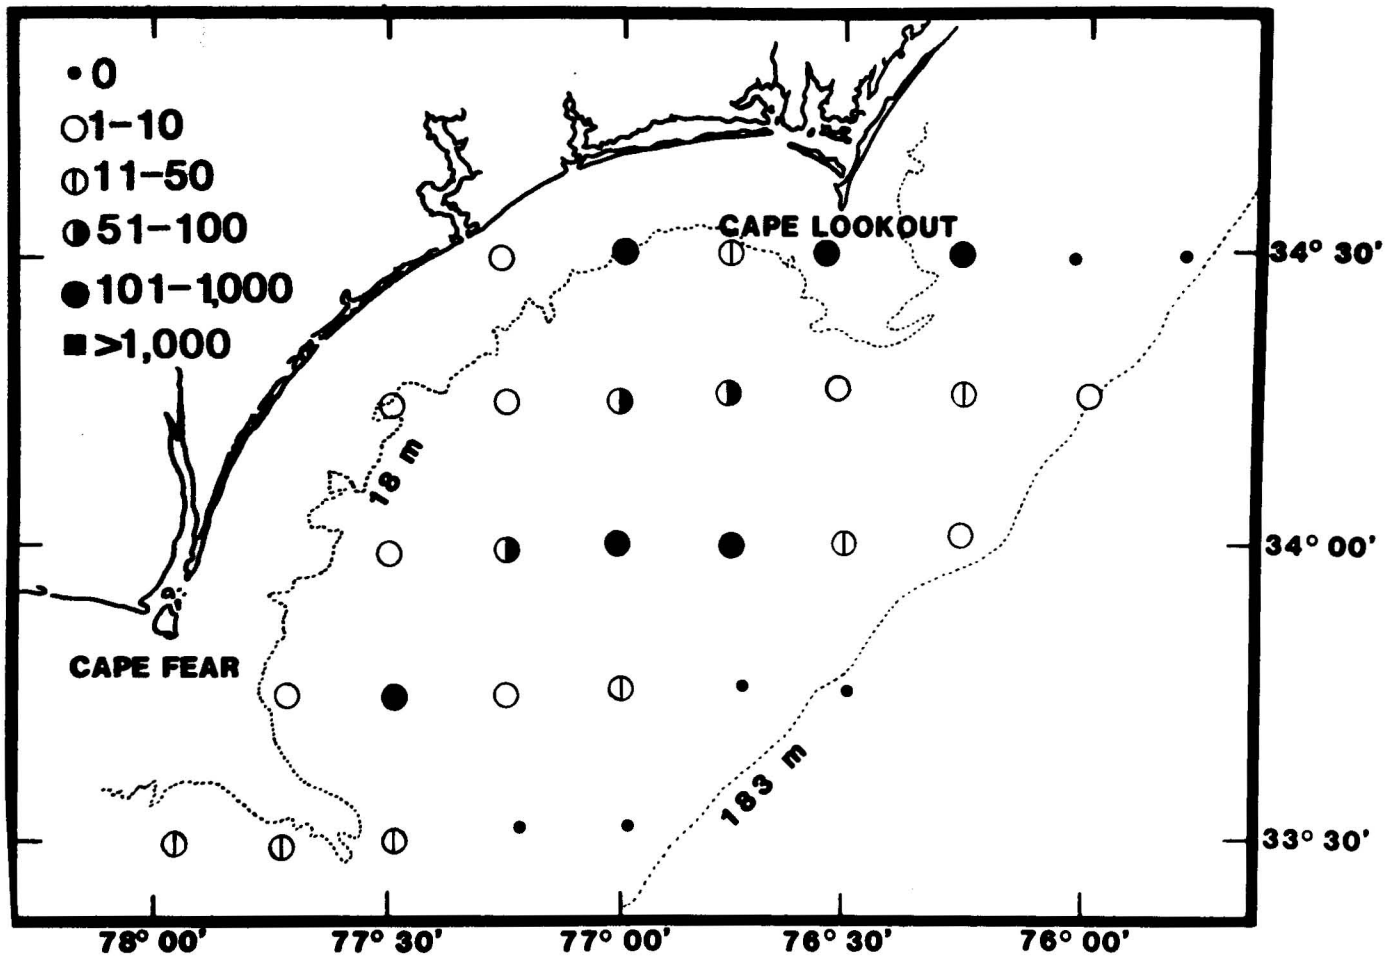 0
1-10
11-50
51-100
101-1,000
>1,000
CAPE LOOKOUT
34° 30'
18 m
34° 00'
CAPE FEAR
183 m
33° 30'
78° 00' 77° 30' 77° 00' 76° 30' 76° 00'